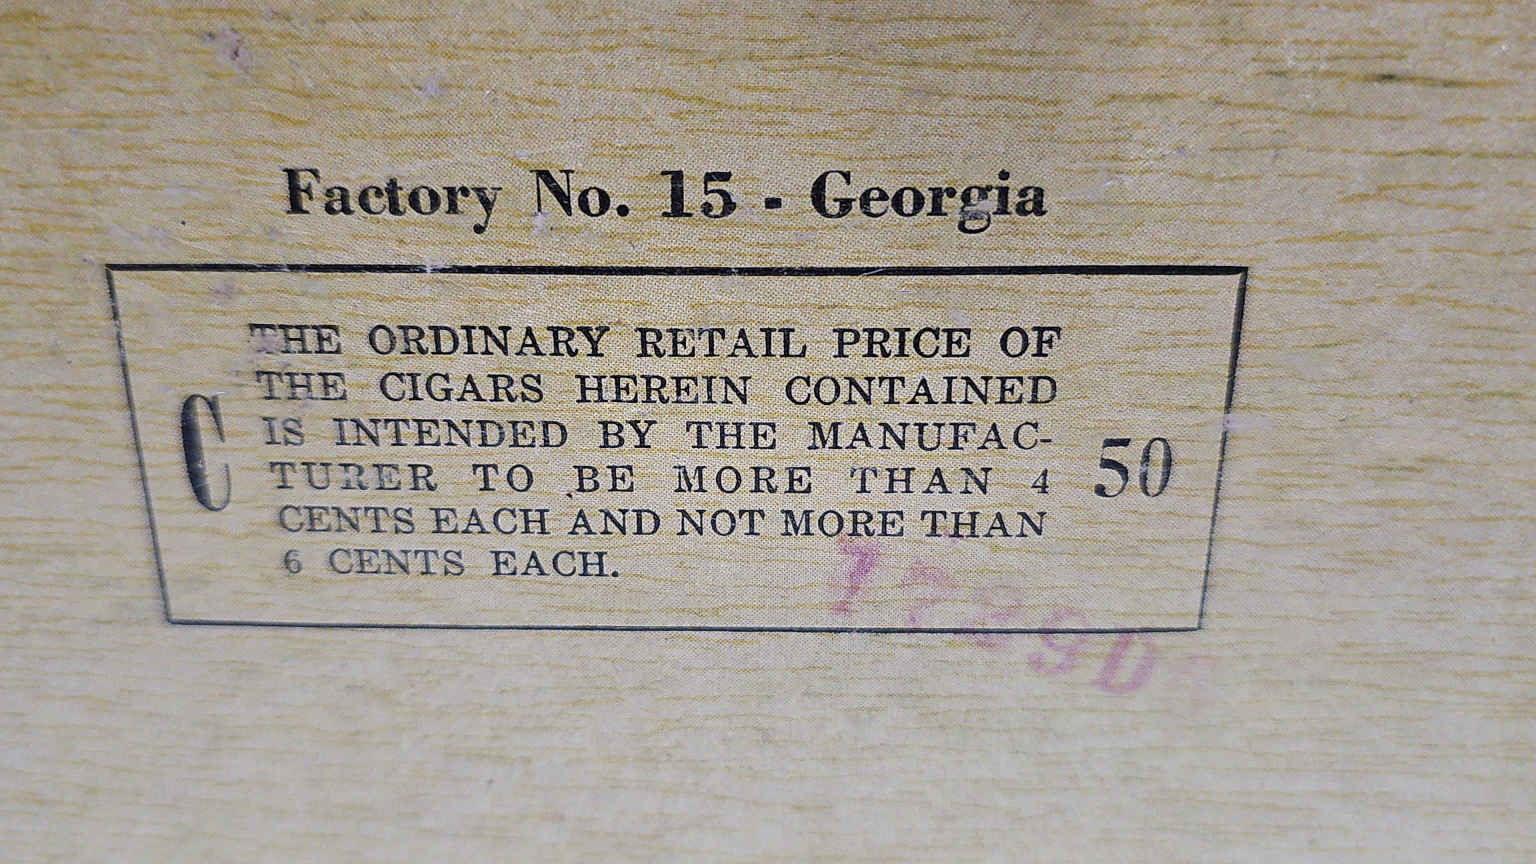 Factory No. 15 - Georgia
THE ORDINARY RETAIL PRICE OF
THE CIGARS HEREIN CONTAINED
IS INTENDED BY THE MANUFAC-
TURER TO BE MORE THAN 4
CENTS EACH AND NOT MORE THAN
6 CENTS EACH.
C
50